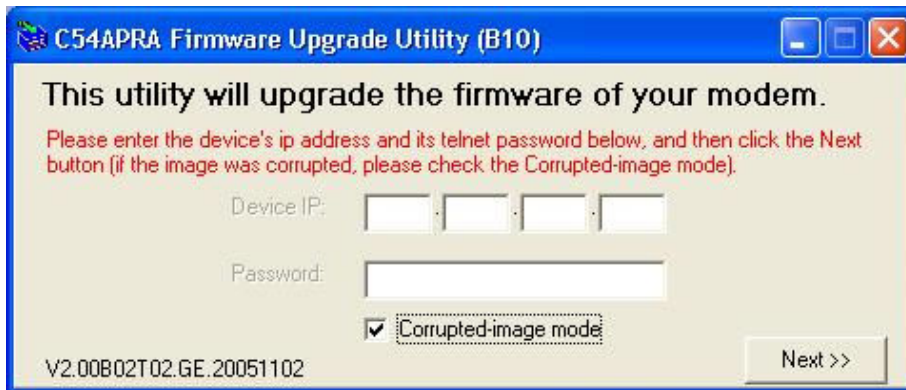 C54APRA Firmware Upgrade Utility (B10)
This utility will upgrade the firmware of your modem.
Please enter the device's ip address and its telnet password below, and then click the Next
button (if the image was corrupted, please check the Corrupted-image mode).
Device IP: . . .
Password:
Corrupted-image mode
V2.00B02T02.GE.20051102
Next >>